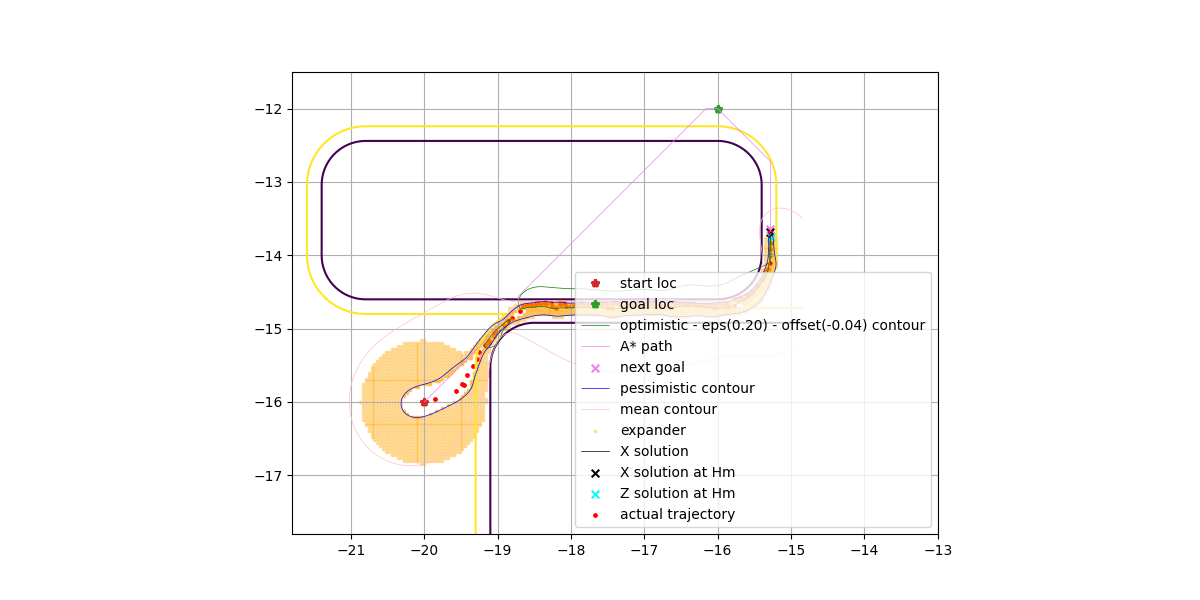 −12
−13
−14
−15
−16
−17
start loc
goal loc
optimistic - eps(0.20) - offset(-0.04) contour
A* path
next goal
pessimistic contour
mean contour
expander
X solution
X solution at Hm
Z solution at Hm
actual trajectory
−21 −20 −19 −18 −17 −16 −15 −14 −13